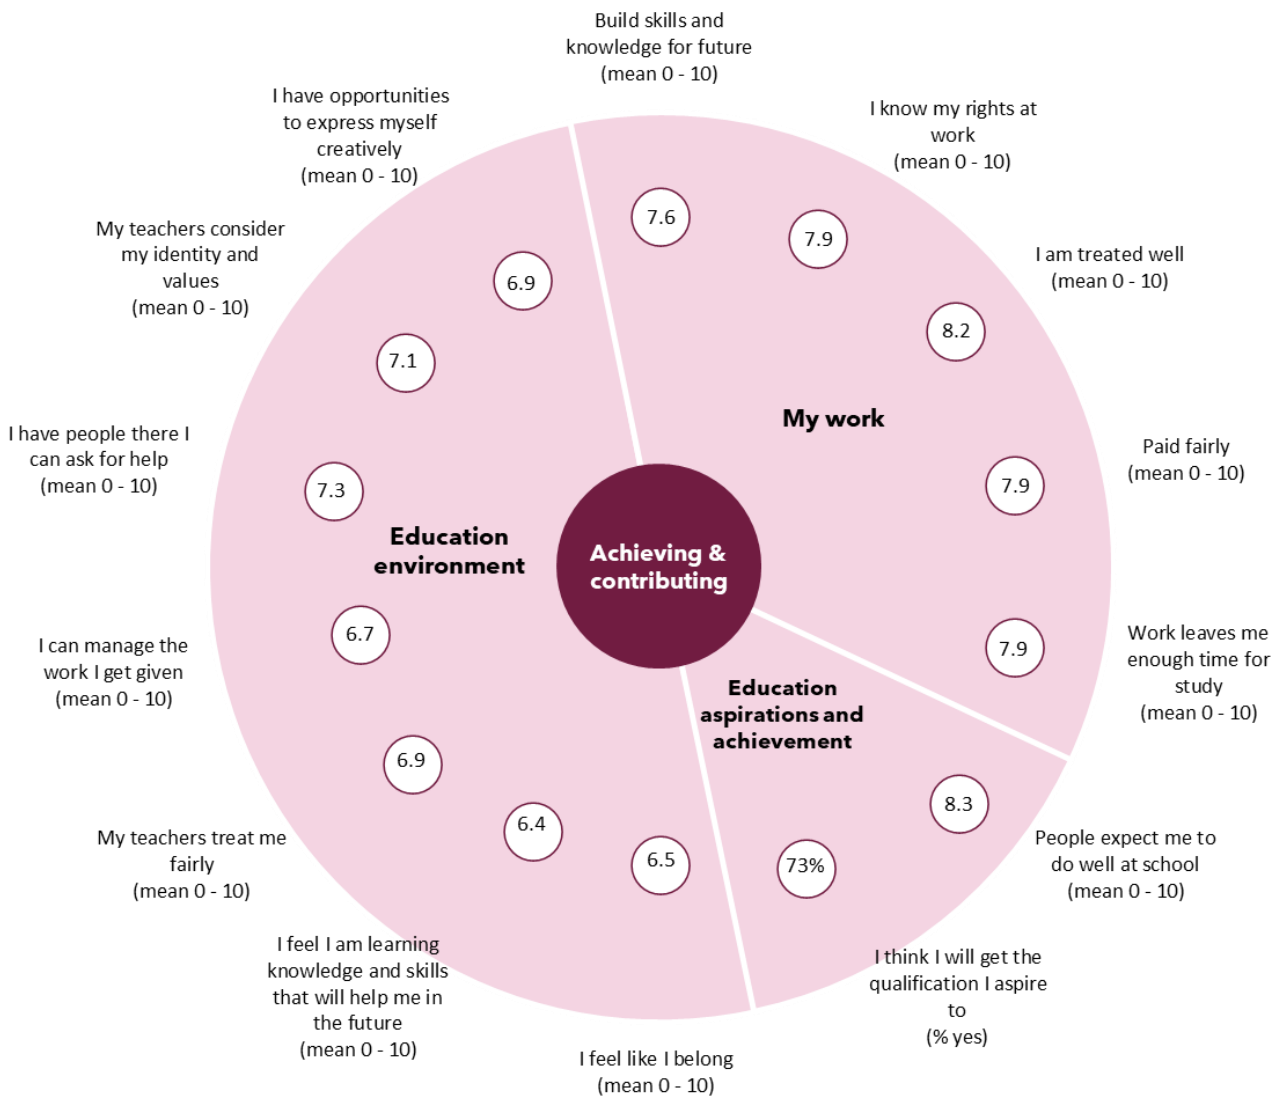 Build skills and
knowledge for future
(mean 0 - 10)
I know my rights at
work
(mean 0 - 10)
I am treated well
(mean 0 - 10)
Paid fairly
(mean 0 - 10)
Work leaves me
enough time for
study
(mean 0 - 10)
People expect me to
do well at school
(mean 0 - 10)
I think I will get the
qualification I aspire
to
(% yes)
I feel like I belong
(mean 0 - 10)
I feel I am learning
knowledge and skills
that will help me in
the future
(mean 0 - 10)
My teachers treat me
fairly
(mean 0 - 10)
I can manage the
work I get given
(mean 0 - 10)
I have people there I
can ask for help
(mean 0 - 10)
My teachers consider
my identity and
values
(mean 0 - 10)
I have opportunities
to express myself
creatively
(mean 0 - 10)
7.6
7.9
8.2
7.9
7.9
8.3
73%
6.5
6.4
6.9
6.7
7.3
7.1
6.9
My work
Education
aspirations and
achievement
Education
environment
Achieving &
contributing